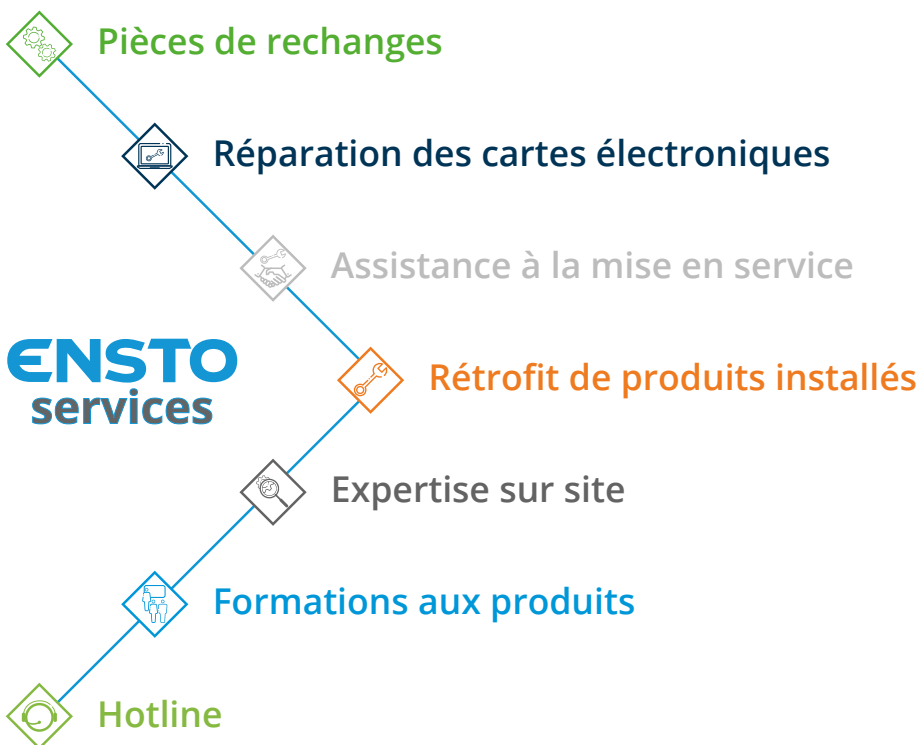 Pièces de rechanges
Réparation des cartes électroniques
Assistance à la mise en service
ENSTO
services
Rétrofit de produits installés
Expertise sur site
Formations aux produits
Hotline